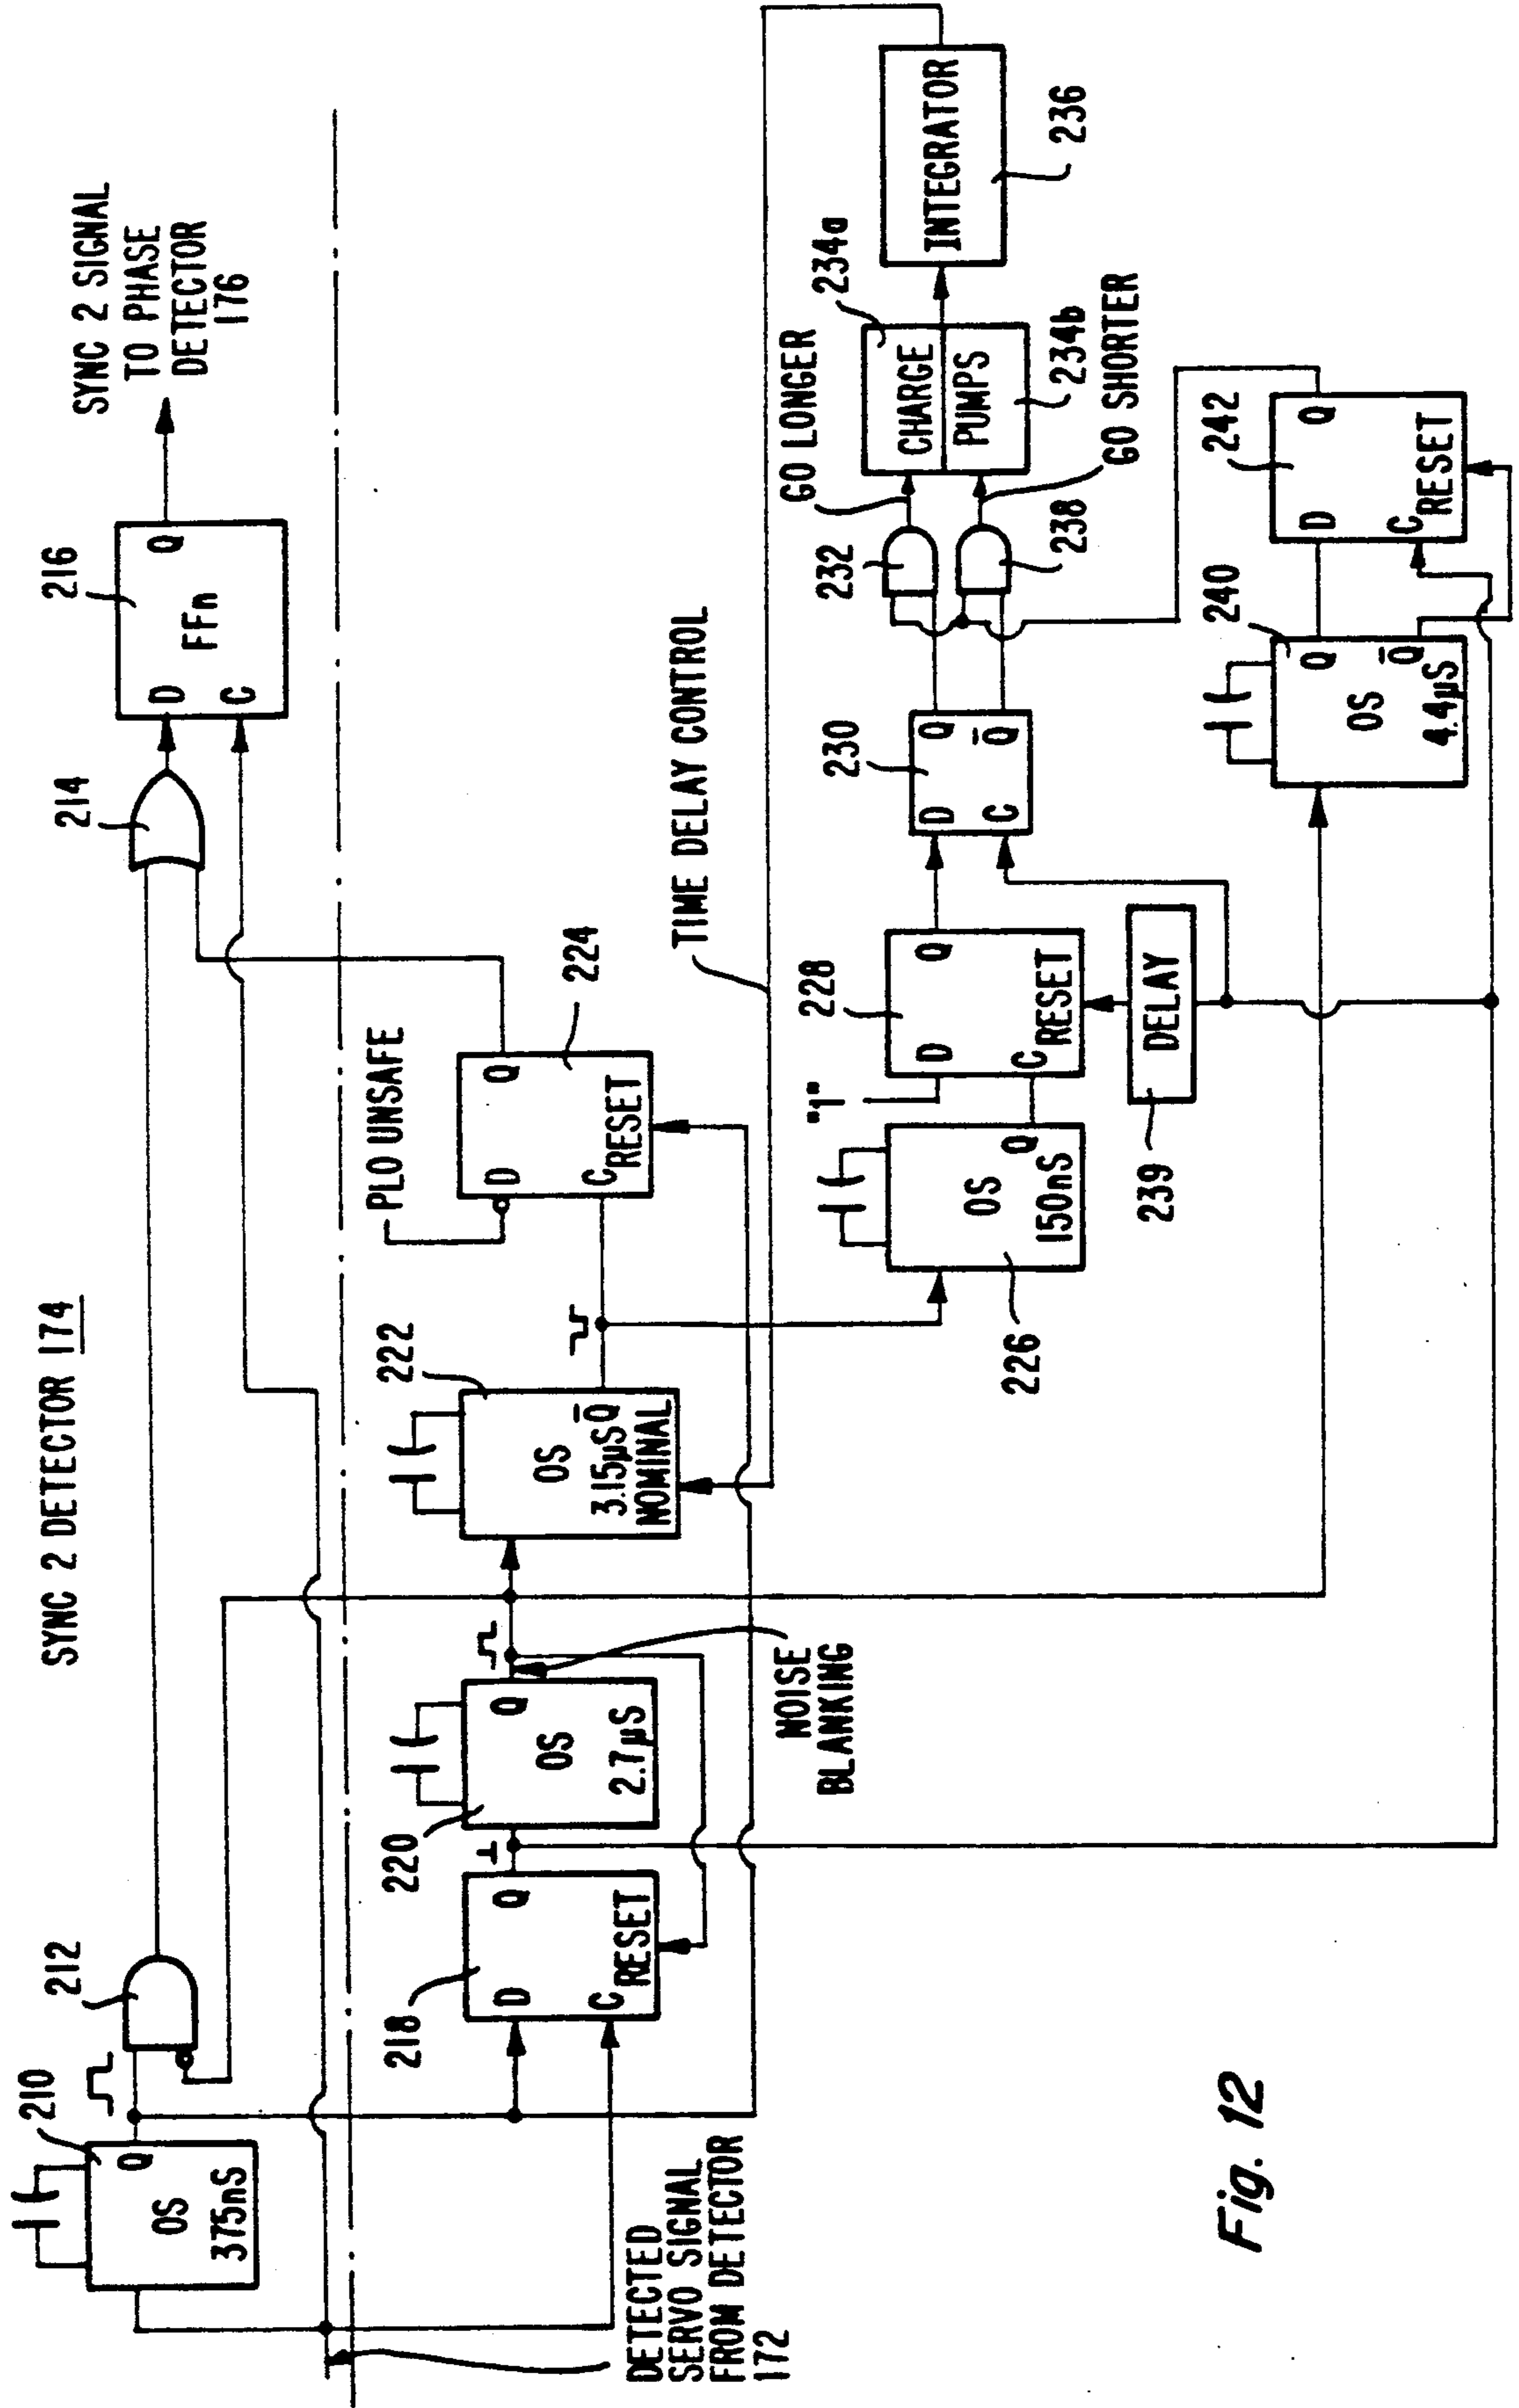 SYNC 2 DETECTOR 174
210
OS
375nS
Q
212
214
216
D
FFn
C
Q
SYNC 2 SIGNAL
TO PHASE
DETECTOR
176
DETECTED
SERVO SIGNAL
FROM DETECTOR
172
218
D
Q
C
RESET
220
Q
OS
2.7µS
NOISE
BLANKING
222
OS
3.15µS Q̅
NOMINAL
PLO UNSAFE
D
Q
C
RESET
224
TIME DELAY CONTROL
226
OS
Q
150nS
"1"
228
D
Q
C
RESET
239
DELAY
230
D
Q
C
Q̅
232
238
GO LONGER
GO SHORTER
234a
CHARGE
PUMPS
234b
INTEGRATOR
236
240
Q
OS
Q̅
4.4µS
242
D
Q
C
RESET
Fig. 12